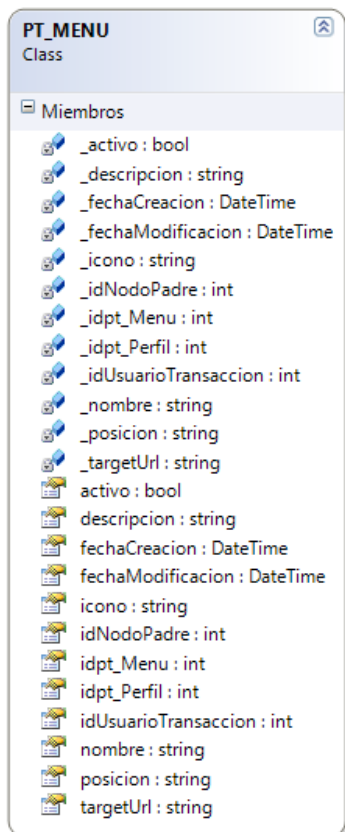 PT_MENU
Class
Miembros
_activo : bool
_descripcion : string
_fechaCreacion : DateTime
_fechaModificacion : DateTime
_icono : string
_idNodoPadre : int
_idpt_Menu : int
_idpt_Perfil : int
_idUsuarioTransaccion : int
_nombre : string
_posicion : string
_targetUrl : string
activo : bool
descripcion : string
fechaCreacion : DateTime
fechaModificacion : DateTime
icono : string
idNodoPadre : int
idpt_Menu : int
idpt_Perfil : int
idUsuarioTransaccion : int
nombre : string
posicion : string
targetUrl : string